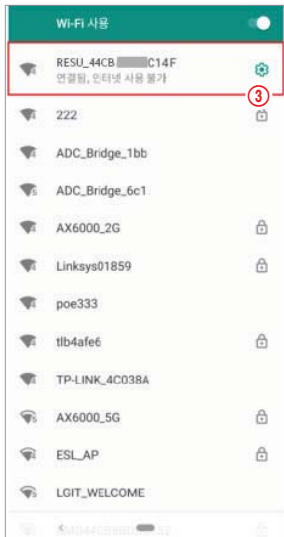 Wi-Fi 사용
RESU_44CB C14F
연결됨, 인터넷 사용 불가
③
222
ADC_Bridge_1bb
ADC_Bridge_6c1
AX6000_2G
Linksys01859
poe333
tlb4afe6
TP-LINK_4C038A
AX6000_5G
ESL_AP
LGIT_WELCOME